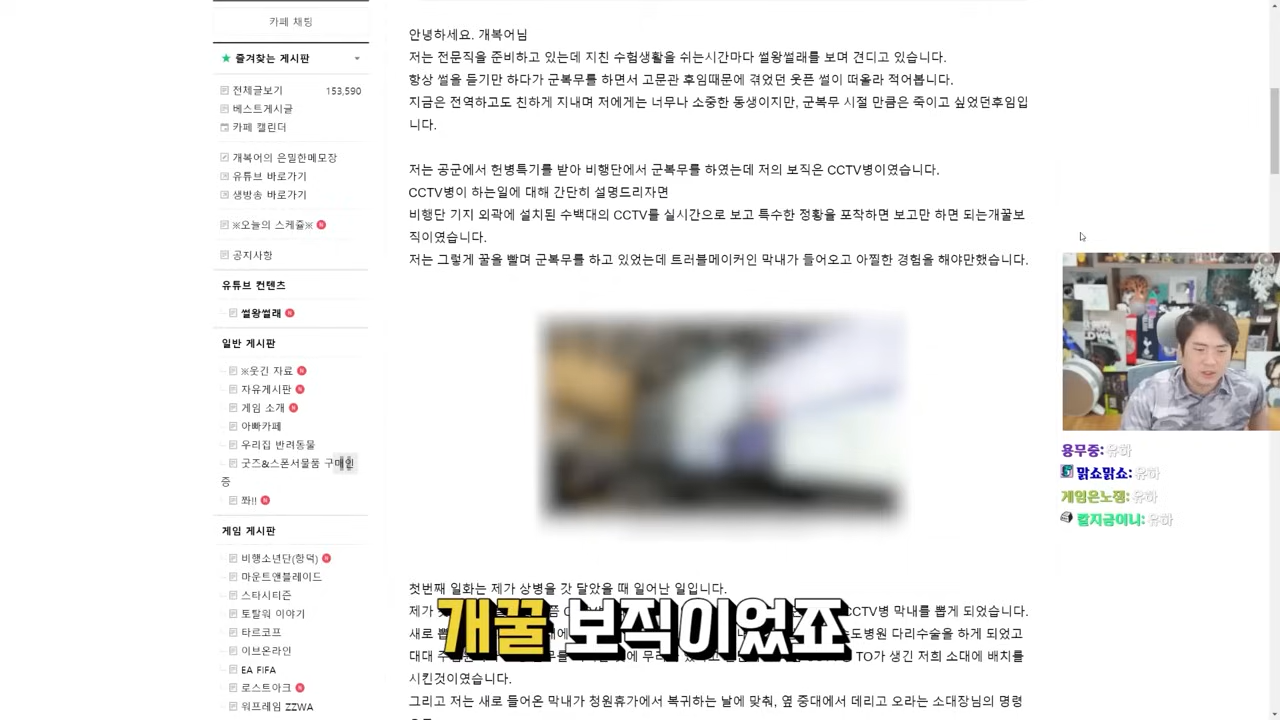 카페 채팅
즐겨찾는 게시판
전체글보기 153,590
베스트게시글
카페 캘린더
개복어의 은밀한메모장
유튜브 바로가기
생방송 바로가기
※오늘의 스케쥴※
공지사항
유튜브 컨텐츠
썰왕썰래
일반 게시판
※웃긴 자료
자유게시판
게임 소개
아빠카페
우리집 반려동물
굿즈&스폰서물품 구매인
증
쫘!!
게임 게시판
비행소년단(항덕)
마운트앤블레이드
스타시티즌
토탈워 이야기
타르코프
이브온라인
EA FIFA
로스트아크
워프레임 ZZWA
안녕하세요. 개복어님
저는 전문직을 준비하고 있는데 지친 수험생활을 쉬는시간마다 썰왕썰래를 보며 견디고 있습니다.
항상 썰을 듣기만 하다가 군복무를 하면서 고문관 후임때문에 겪었던 웃픈 썰이 떠올라 적어봅니다.
지금은 전역하고도 친하게 지내며 저에게는 너무나 소중한 동생이지만, 군복무 시절 만큼은 죽이고 싶었던후임입
니다.
저는 공군에서 헌병특기를 받아 비행단에서 군복무를 하였는데 저의 보직은 CCTV병이였습니다.
CCTV병이 하는일에 대해 간단히 설명드리자면
비행단 기지 외곽에 설치된 수백대의 CCTV를 실시간으로 보고 특수한 정황을 포착하면 보고만 하면 되는개꿀보
직이였습니다.
저는 그렇게 꿀을 빨며 군복무를 하고 있었는데 트러블메이커인 막내가 들어오고 아찔한 경험을 해야만했습니다.
첫번째 일화는 제가 상병을 갓 달았을 때 일어난 일입니다.
제가 CCTV병 막내를 뽑게 되었습니다.
새로 수도병원 다리수술을 하게 되었고
대대 TO가 생긴 저희 소대에 배치를
시킨것이였습니다.
그리고 저는 새로 들어온 막내가 청원휴가에서 복귀하는 날에 맞춰, 옆 중대에서 데리고 오라는 소대장님의 명령
개꿀 보직이었죠
용무중: 유하
맑쇼맑쇼: 유하
게임은노잼: 유하
칼지금이니: 유하